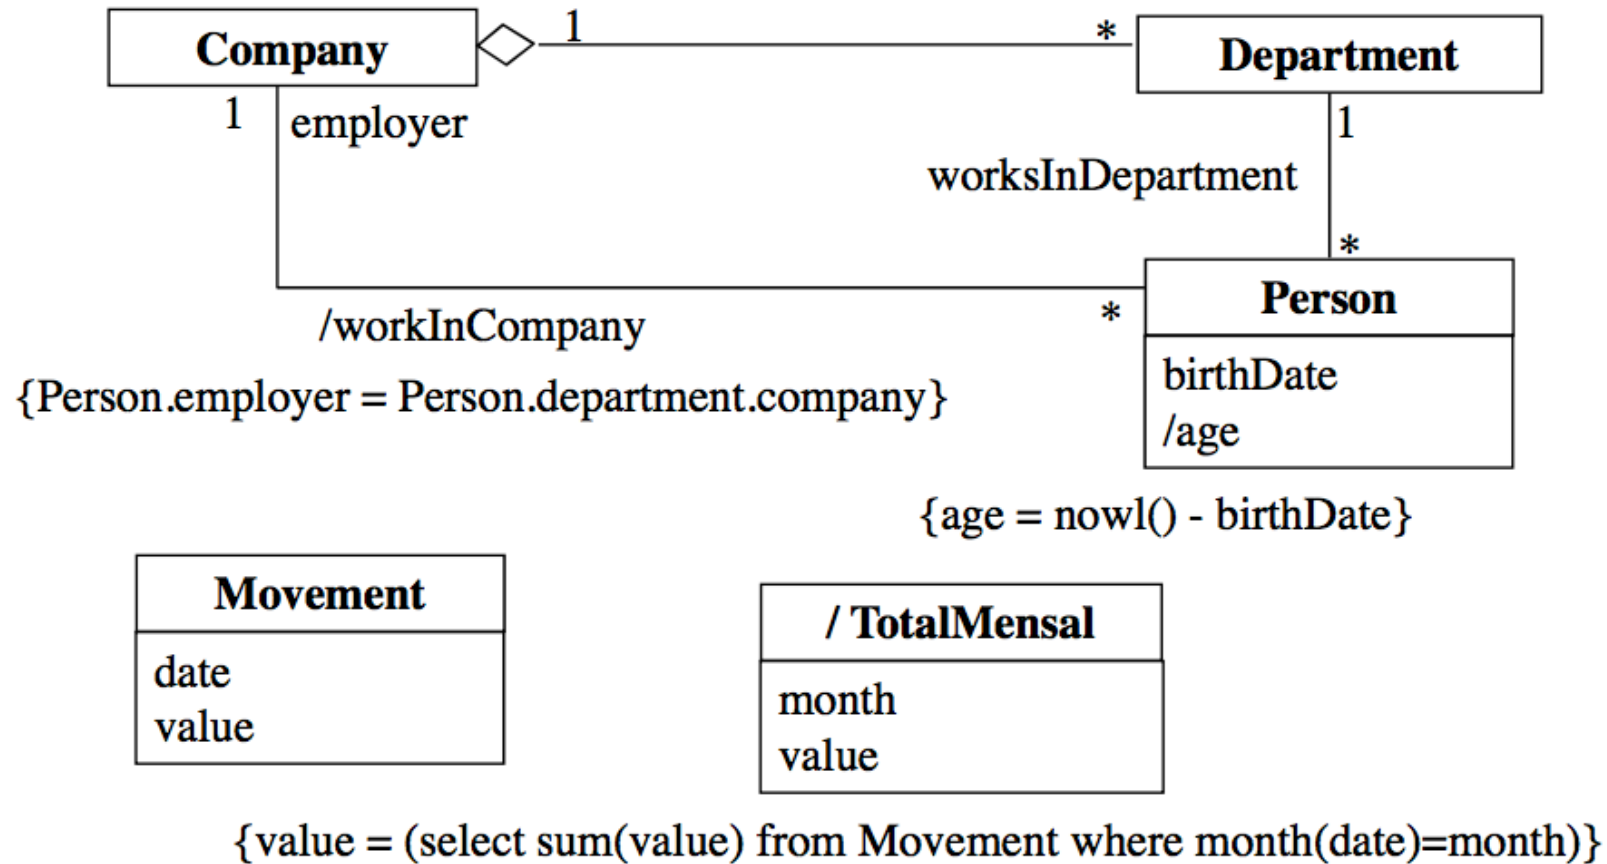 Company
1
*
Department
1
employer
1
worksInDepartment
*
Person
/workInCompany
*
birthDate
/age
{Person.employer = Person.department.company}
{age = nowl() - birthDate}
Movement
date
value
/ TotalMensal
month
value
{value = (select sum(value) from Movement where month(date)=month)}